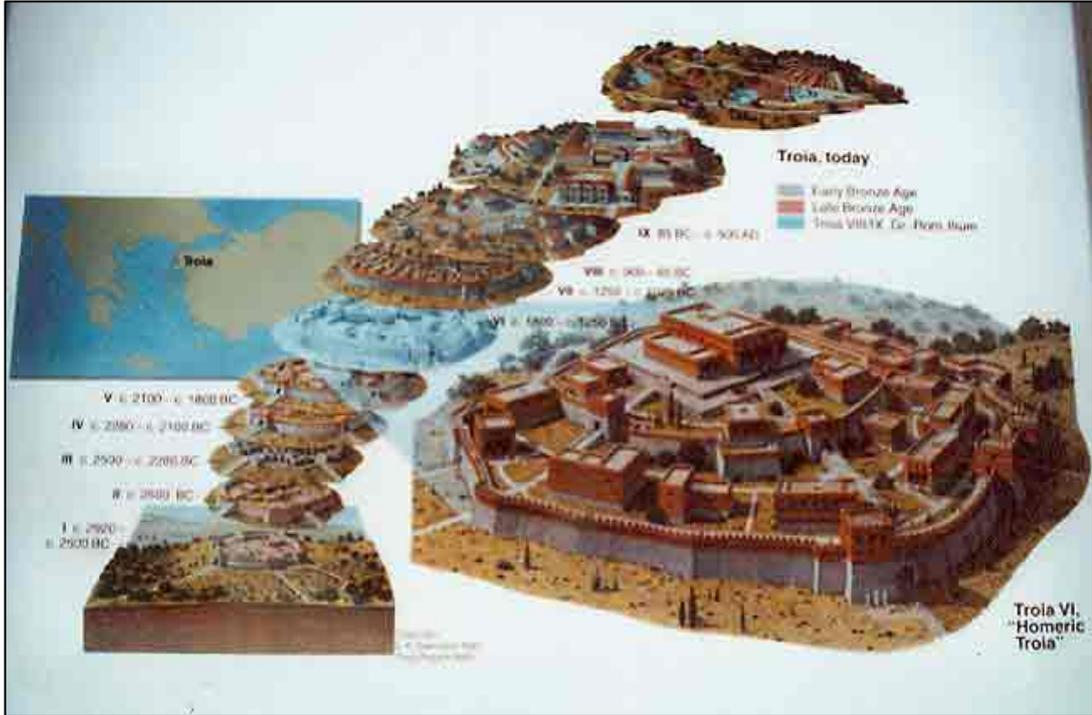 Troia, today
Early Bronze Age
Late Bronze Age
Troia VIII/IX, Gr. Rom. Ilium
Troia
IX 85 BC – c. 500 AD
VIII c. 900 – 85 BC
VII c. 1250 –
VI c. 1800 –
V c. 2100 – c. 1800 BC
IV c. 2200 – c. 2100 BC
III c. 2500 – c. 2200 BC
II c. 2600 BC
I c. 2920 –
c. 2500 BC
Troia VI,
"Homeric
Troia"